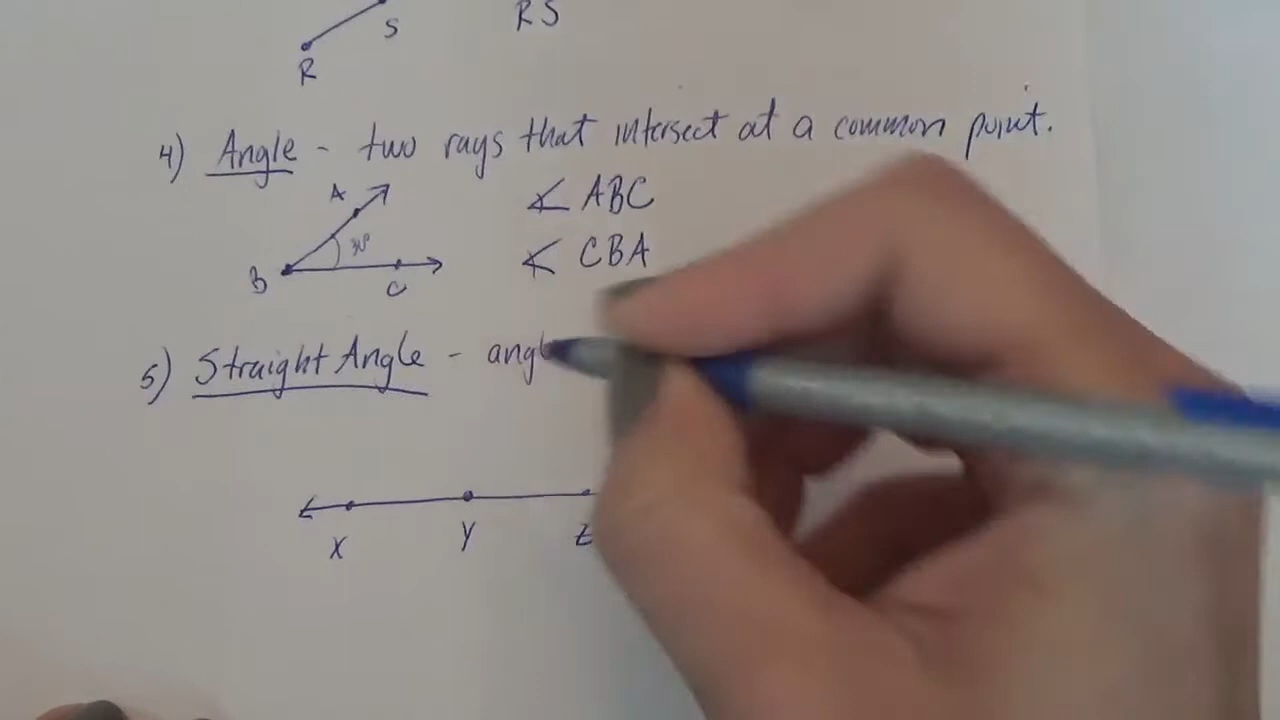 S
RS
R
4) Angle - two rays that intersect at a common point.
A
∡ ABC
30°
∡ CBA
B
C
5) Straight Angle - angl
X Y Z